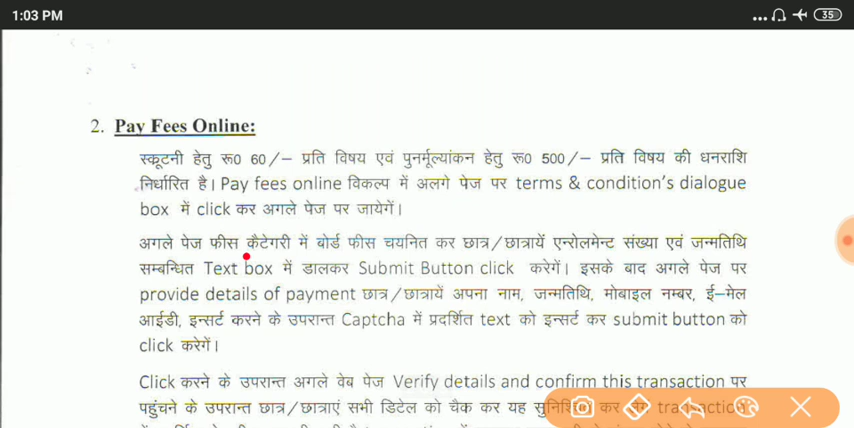 1:03 PM
35
2. Pay Fees Online:
स्कूटनी हेतु रू0 60/– प्रति विषय एवं पुनर्मूल्यांकन हेतु रू0 500/– प्रति विषय की धनराशि
निर्धारित है। Pay fees online विकल्प में अलगे पेज पर terms & condition's dialogue
box में click कर अगले पेज पर जायेगें।
अगले पेज फीस कैटेगरी में बोर्ड फीस चयनित कर छात्र/छात्रायें एन्रोलमेन्ट संख्या एवं जन्मतिथि
सम्बन्धित Text box में डालकर Submit Button click करेगें। इसके बाद अगले पेज पर
provide details of payment छात्र/छात्रायें अपना नाम, जन्मतिथि, मोबाइल नम्बर, ई–मेल
आईडी, इन्सर्ट करने के उपरान्त Captcha में प्रदर्शित text को इन्सर्ट कर submit button को
click करेगें।
Click करने के उपरान्त अगले वेब पेज Verify details and confirm this transaction पर
पहुंचने के उपरान्त छात्र/छात्राएं सभी डिटेल को चैक कर यह कर transaction